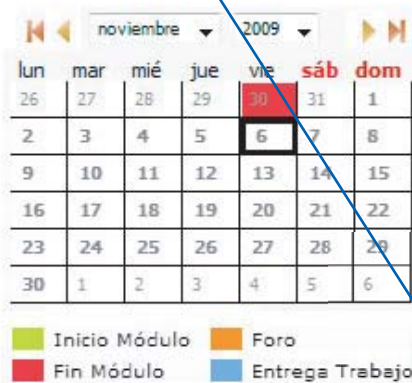 noviembre 2009
lun mar mié jue vie sáb dom
26 27 28 29 30 31 1
2 3 4 5 6 7 8
9 10 11 12 13 14 15
16 17 18 19 20 21 22
23 24 25 26 27 28 29
30 1 2 3 4 5 6
Inicio Módulo Foro
Fin Módulo Entrega Trabajo